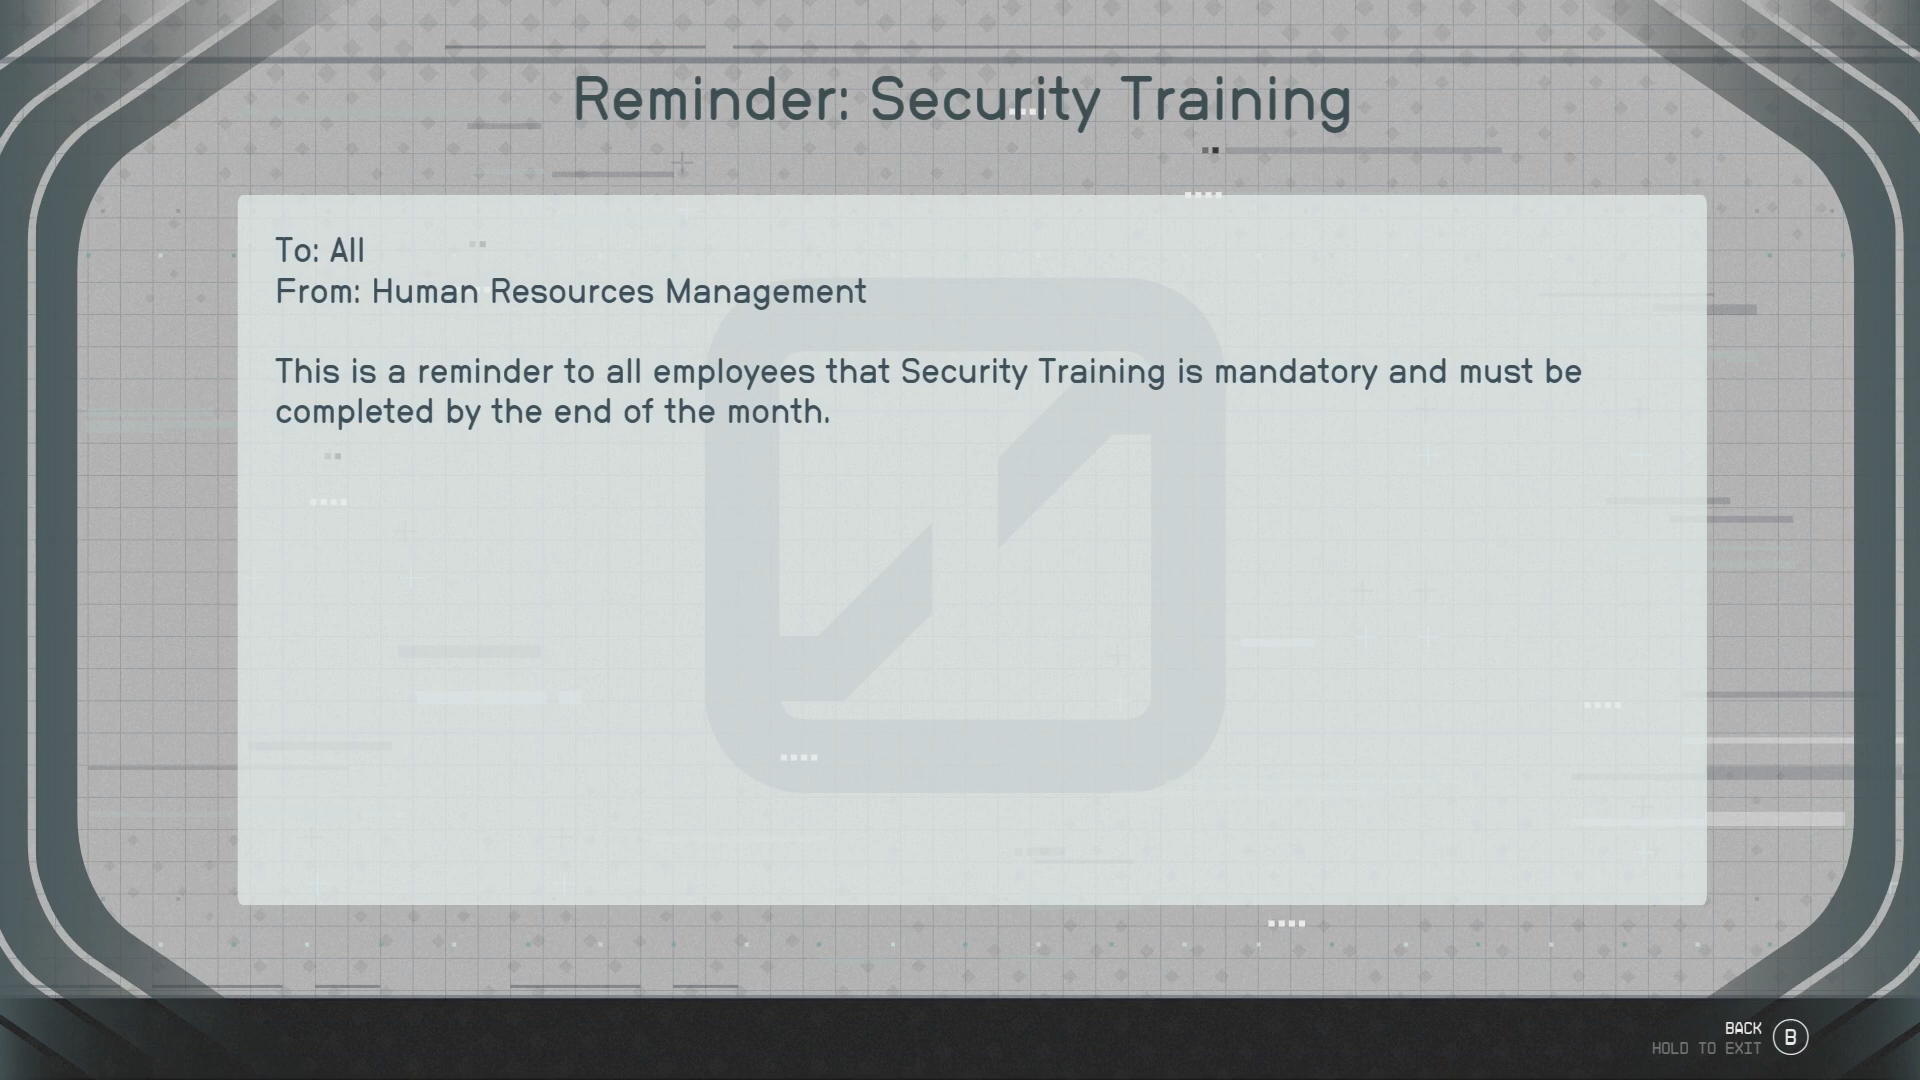 Reminder: Security Training
To: All
From: Human Resources Management
This is a reminder to all employees that Security Training is mandatory and must be
completed by the end of the month.
BACK
HOLD TO EXIT
B